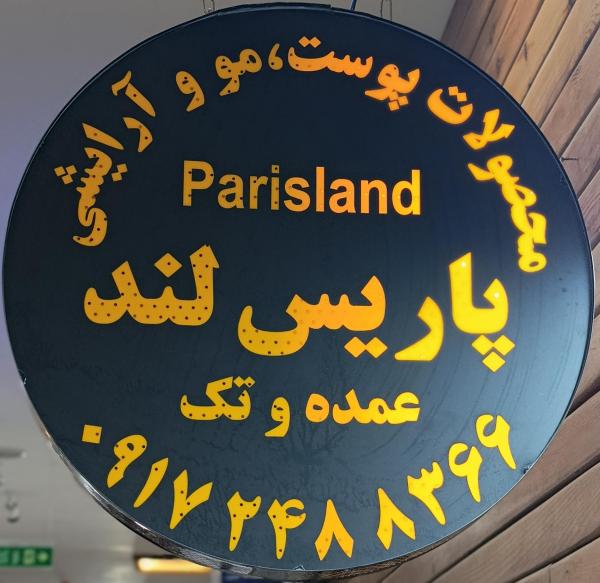 محصولات پوست،مو و آرایشی
Parisland
پاریس لند
عمده و تک
۰۹۱۷۲۴۸۸۳۶۶